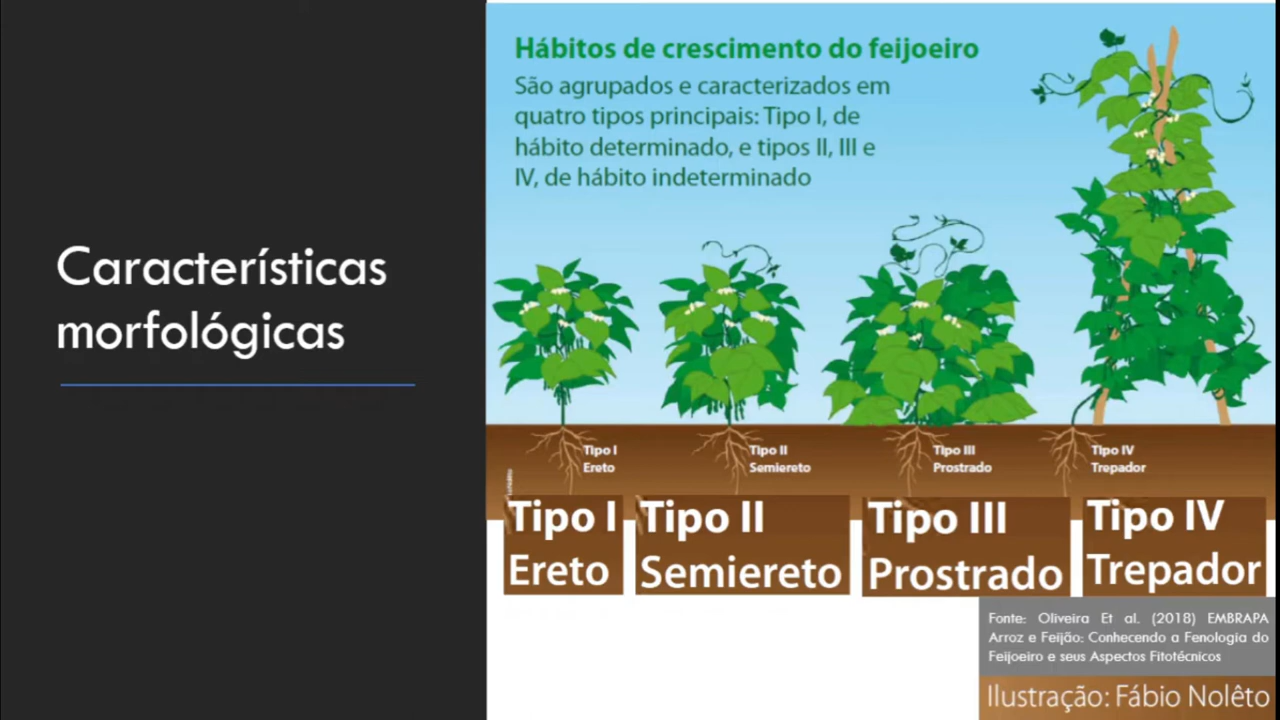 Características
morfológicas
Hábitos de crescimento do feijoeiro
São agrupados e caracterizados em
quatro tipos principais: Tipo I, de
hábito determinado, e tipos II, III e
IV, de hábito indeterminado
Tipo I
Ereto
Tipo II
Semiereto
Tipo III
Prostrado
Tipo IV
Trepador
Tipo I
Ereto
Tipo II
Semiereto
Tipo III
Prostrado
Tipo IV
Trepador
Fonte: Oliveira Et al. (2018) EMBRAPA
Arroz e Feijão: Conhecendo a Fenologia do
Feijoeiro e seus Aspectos Fitotécnicos
Ilustração: Fábio Nolêto